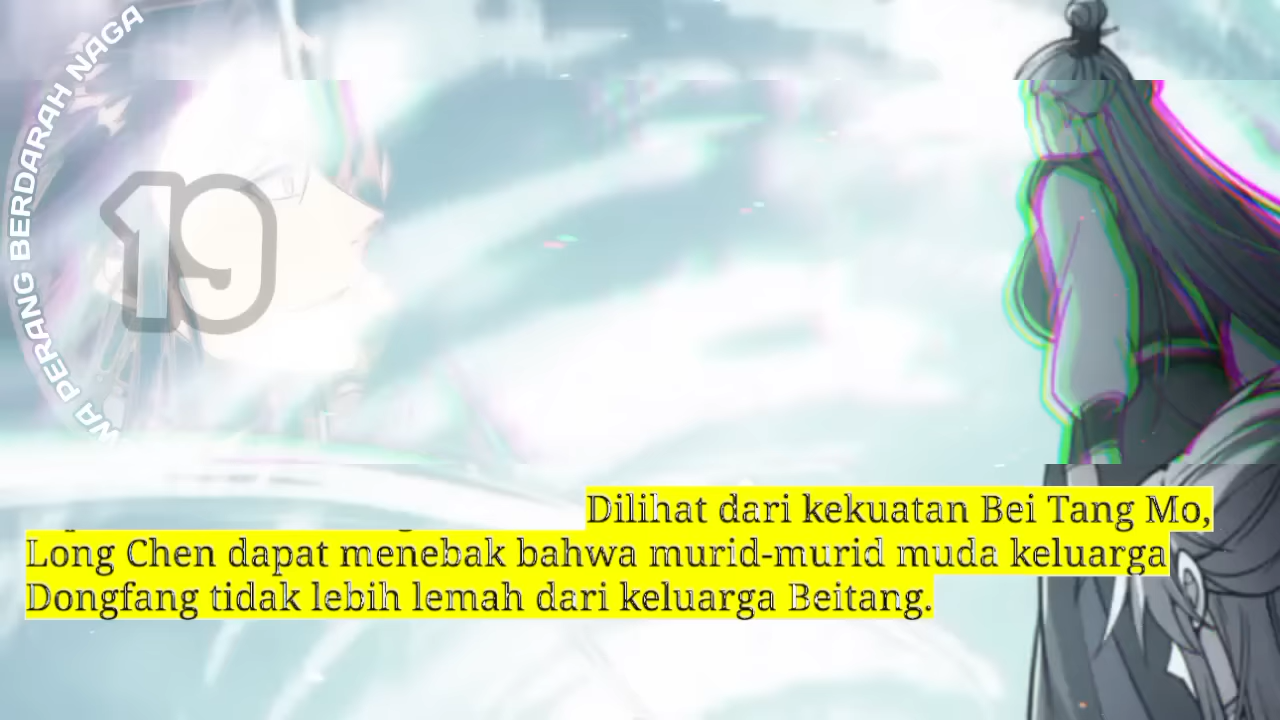 WA PERANG BERDARAH NAGA
19
Dilihat dari kekuatan Bei Tang Mo,
Long Chen dapat menebak bahwa murid-murid muda keluarga
Dongfang tidak lebih lemah dari keluarga Beitang.